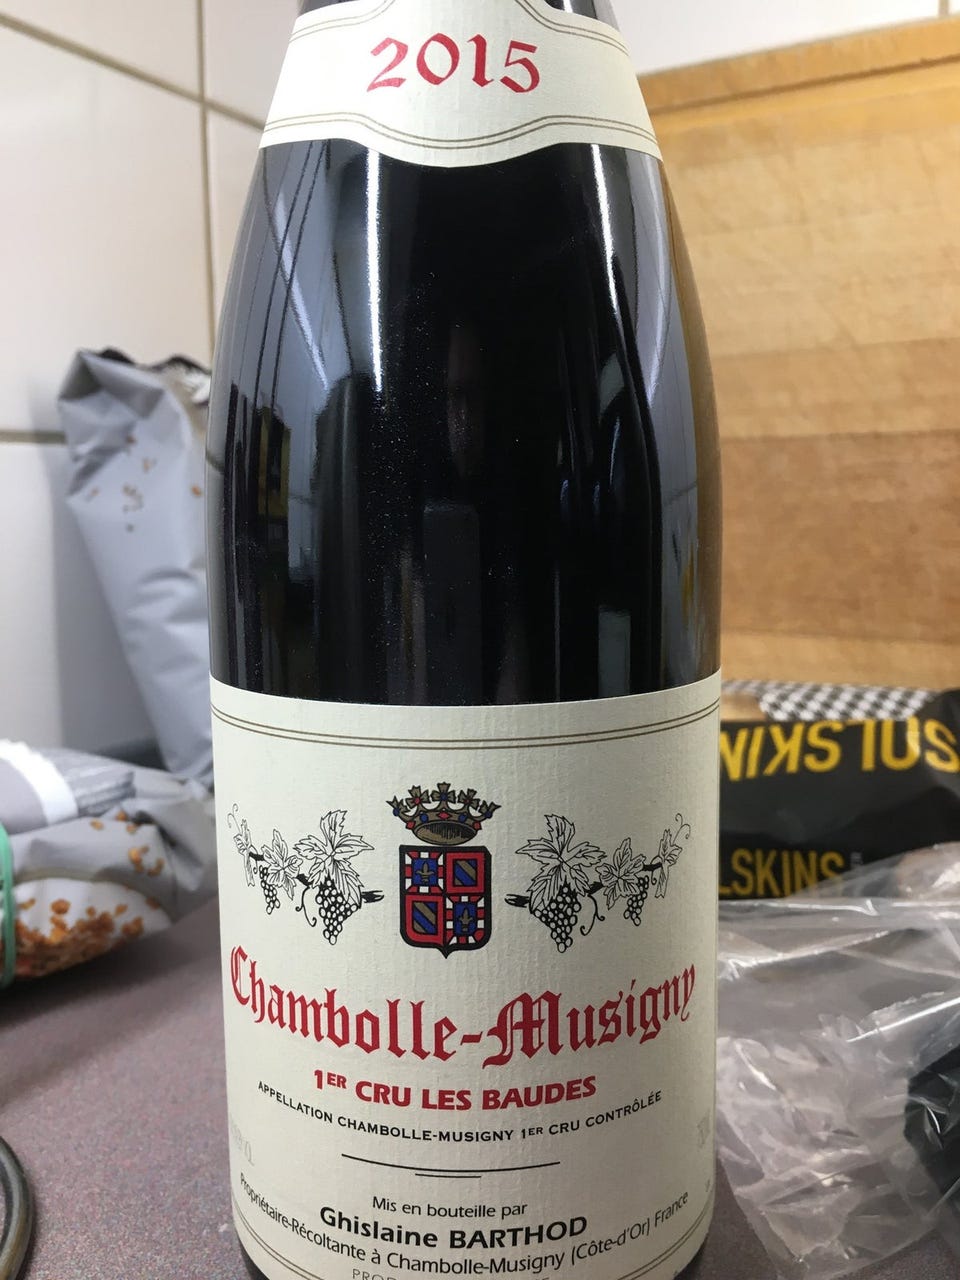 2015
Chambolle-Musigny
1ER CRU LES BAUDES
APPELLATION CHAMBOLLE-MUSIGNY 1ER CRU CONTRÔLÉE
Mis en bouteille par
Ghislaine BARTHOD
Propriétaire-Récoltante à Chambolle-Musigny (Côte-d'Or) France
SKINS